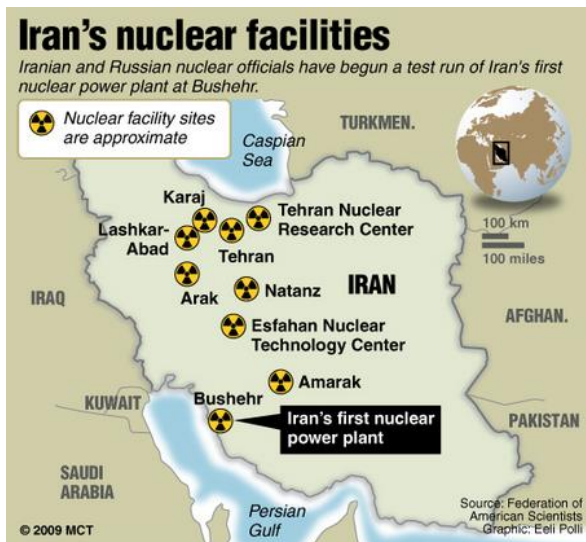 Iran's nuclear facilities
Iranian and Russian nuclear officials have begun a test run of Iran's first
nuclear power plant at Bushehr.
Nuclear facility sites
are approximate
Caspian
Sea
TURKMEN.
100 km
100 miles
Karaj
Lashkar-
Abad
Tehran
Tehran Nuclear
Research Center
Arak
Natanz
IRAN
IRAQ
AFGHAN.
Esfahan Nuclear
Technology Center
Amarak
Bushehr
KUWAIT
Iran's first nuclear
power plant
PAKISTAN
SAUDI
ARABIA
Persian
Gulf
Source: Federation of
American Scientists
Graphic: Eeli Polli
© 2009 MCT